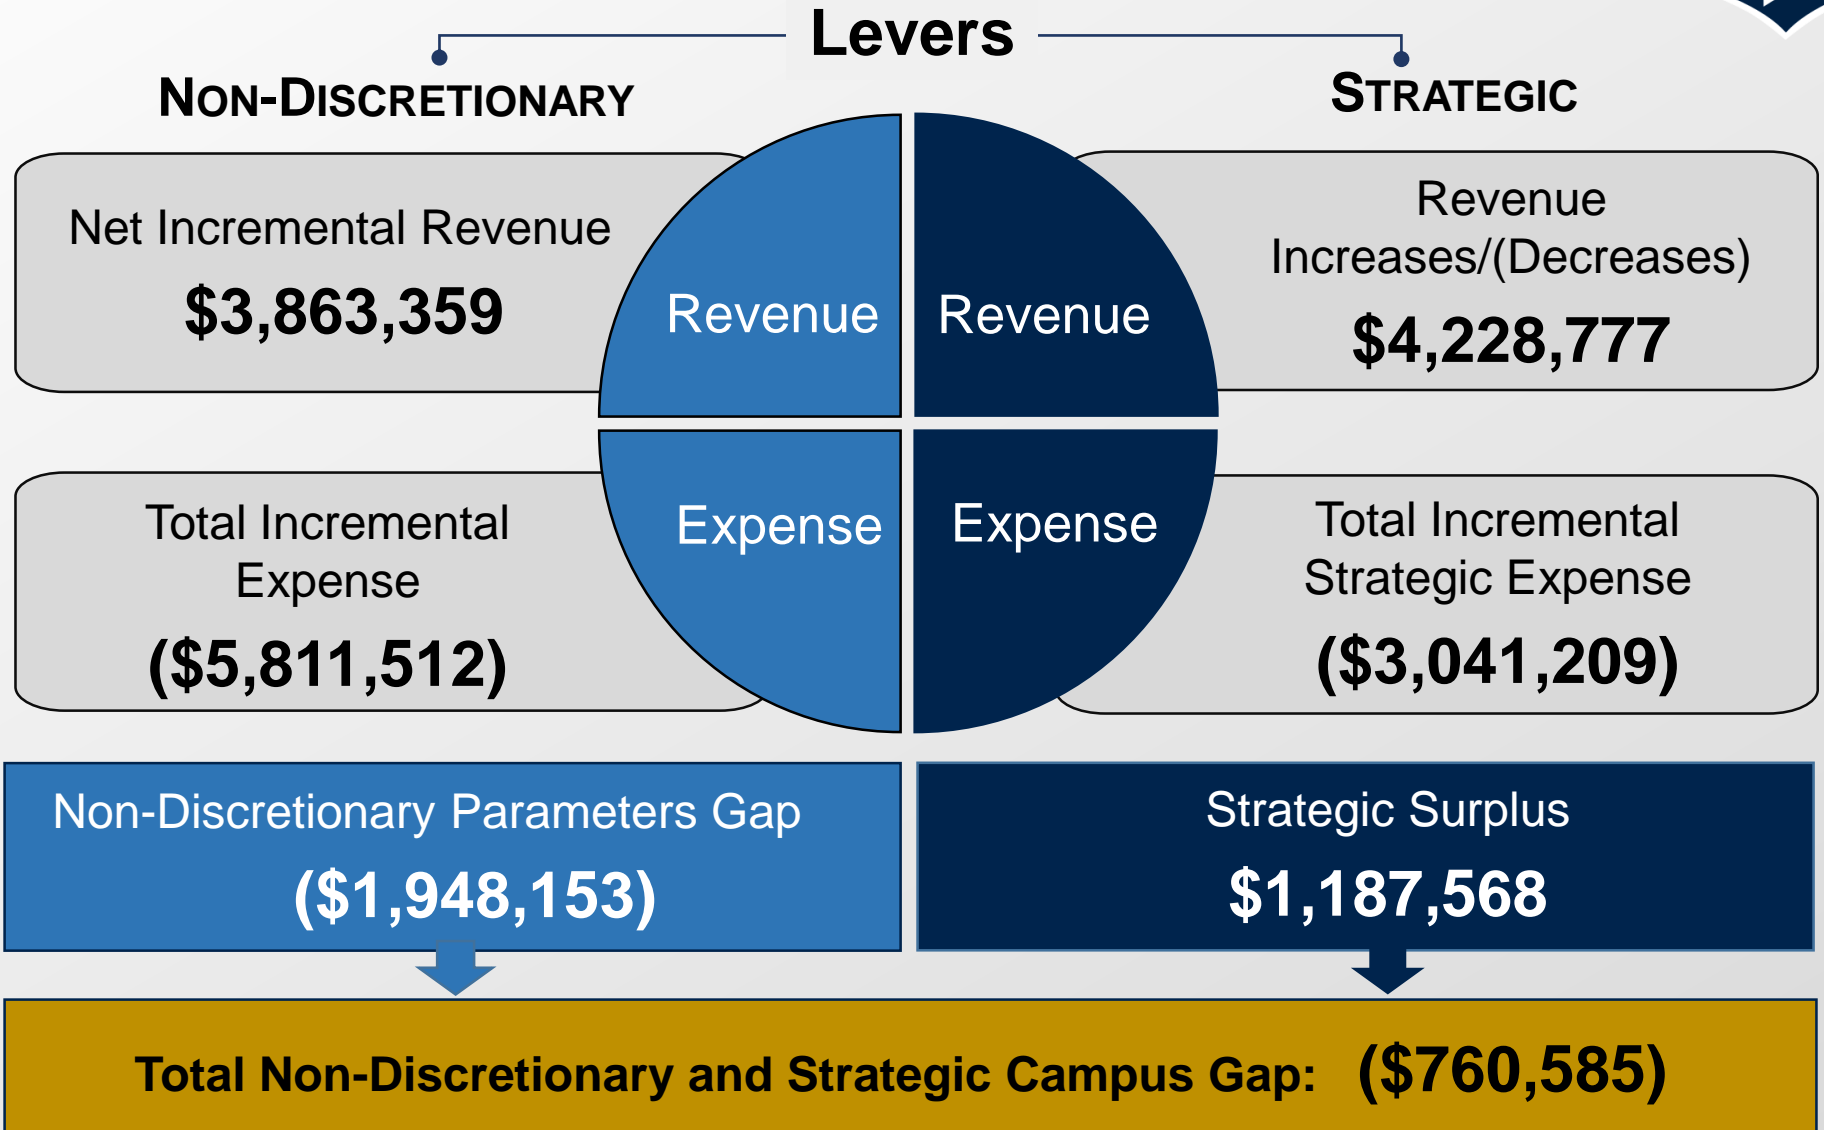 Levers
NON-DISCRETIONARY
STRATEGIC
Net Incremental Revenue
$3,863,359
Revenue
Revenue
Revenue
Increases/(Decreases)
$4,228,777
Total Incremental
Expense
($5,811,512)
Expense
Expense
Total Incremental
Strategic Expense
($3,041,209)
Non-Discretionary Parameters Gap
($1,948,153)
Strategic Surplus
$1,187,568
Total Non-Discretionary and Strategic Campus Gap: ($760,585)